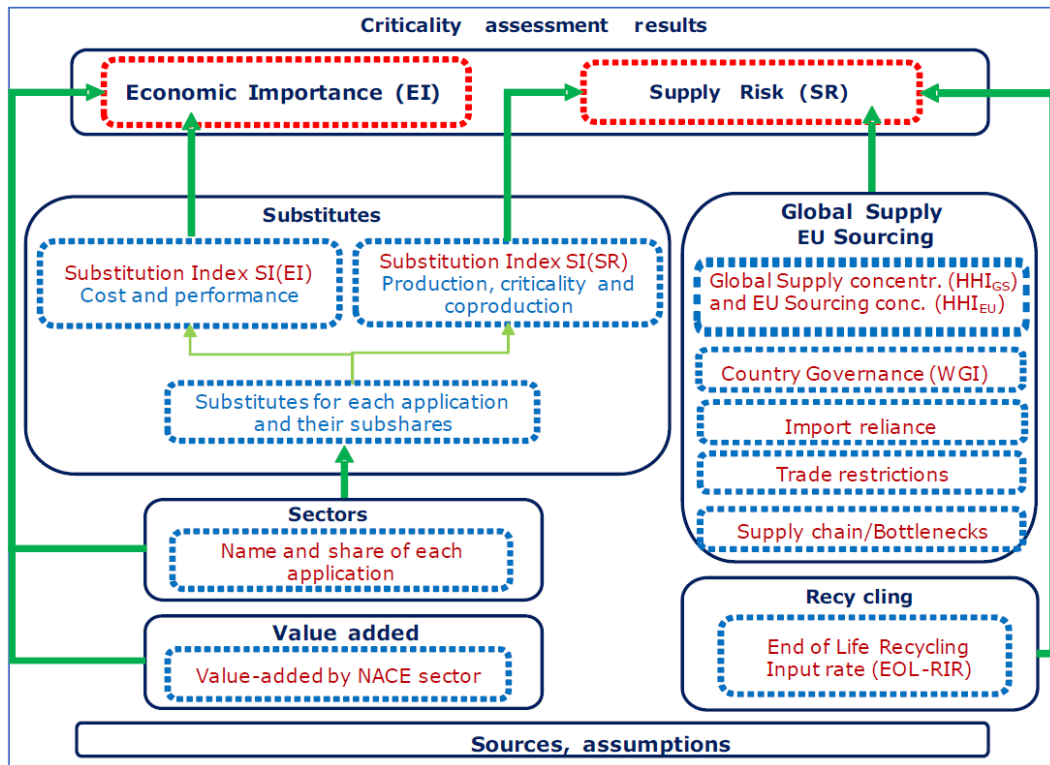 Criticality assessment results
Economic Importance (EI)
Supply Risk (SR)
Substitutes
Substitution Index SI(EI)
Cost and performance
Substitution Index SI(SR)
Production, criticality and
coproduction
Substitutes for each application
and their subshares
Global Supply
EU Sourcing
Global Supply concentr. (HHIGS)
and EU Sourcing conc. (HHIEU)
Country Governance (WGI)
Import reliance
Trade restrictions
Supply chain/Bottlenecks
Sectors
Name and share of each
application
Value added
Value-added by NACE sector
Recy cling
End of Life Recycling
Input rate (EOL-RIR)
Sources, assumptions